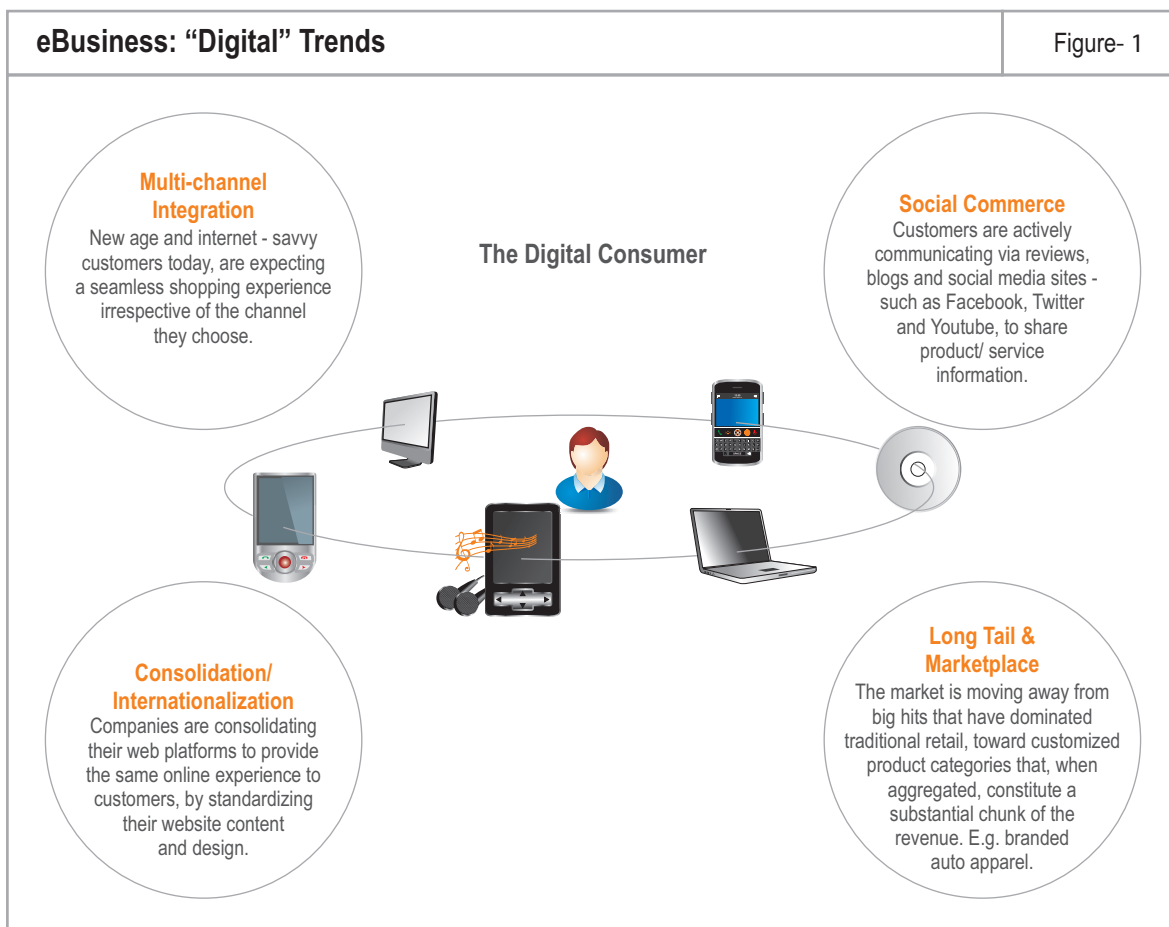 eBusiness: “Digital” Trends
Figure- 1
Multi-channel
Integration
New age and internet - savvy
customers today, are expecting
a seamless shopping experience
irrespective of the channel
they choose.
The Digital Consumer
Social Commerce
Customers are actively
communicating via reviews,
blogs and social media sites -
such as Facebook, Twitter
and Youtube, to share
product/ service
information.
Consolidation/
Internationalization
Companies are consolidating
their web platforms to provide
the same online experience to
customers, by standardizing
their website content
and design.
Long Tail &
Marketplace
The market is moving away from
big hits that have dominated
traditional retail, toward customized
product categories that, when
aggregated, constitute a
substantial chunk of the
revenue. E.g. branded
auto apparel.